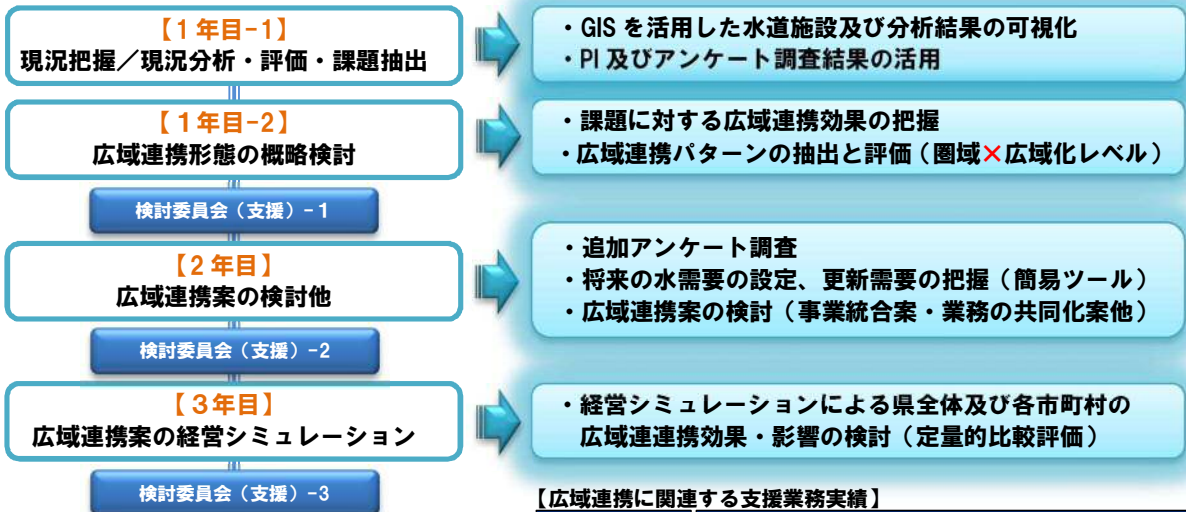 【１年目-１】
現況把握／現況分析・評価・課題抽出
・GIS を活用した水道施設及び分析結果の可視化
・PI 及びアンケート調査結果の活用
【１年目-2】
広域連携形態の概略検討
・課題に対する広域連携効果の把握
・広域連携パターンの抽出と評価（圏域×広域化レベル）
検討委員会（支援）-１
【２年目】
広域連携案の検討他
・追加アンケート調査
・将来の水需要の設定、更新需要の把握（簡易ツール）
・広域連携案の検討（事業統合案・業務の共同化案他）
検討委員会（支援）-2
【３年目】
広域連携案の経営シミュレーション
・経営シミュレーションによる県全体及び各市町村の
広域連連携効果・影響の検討（定量的比較評価）
検討委員会（支援）-3
【広域連携に関連する支援業務実績】